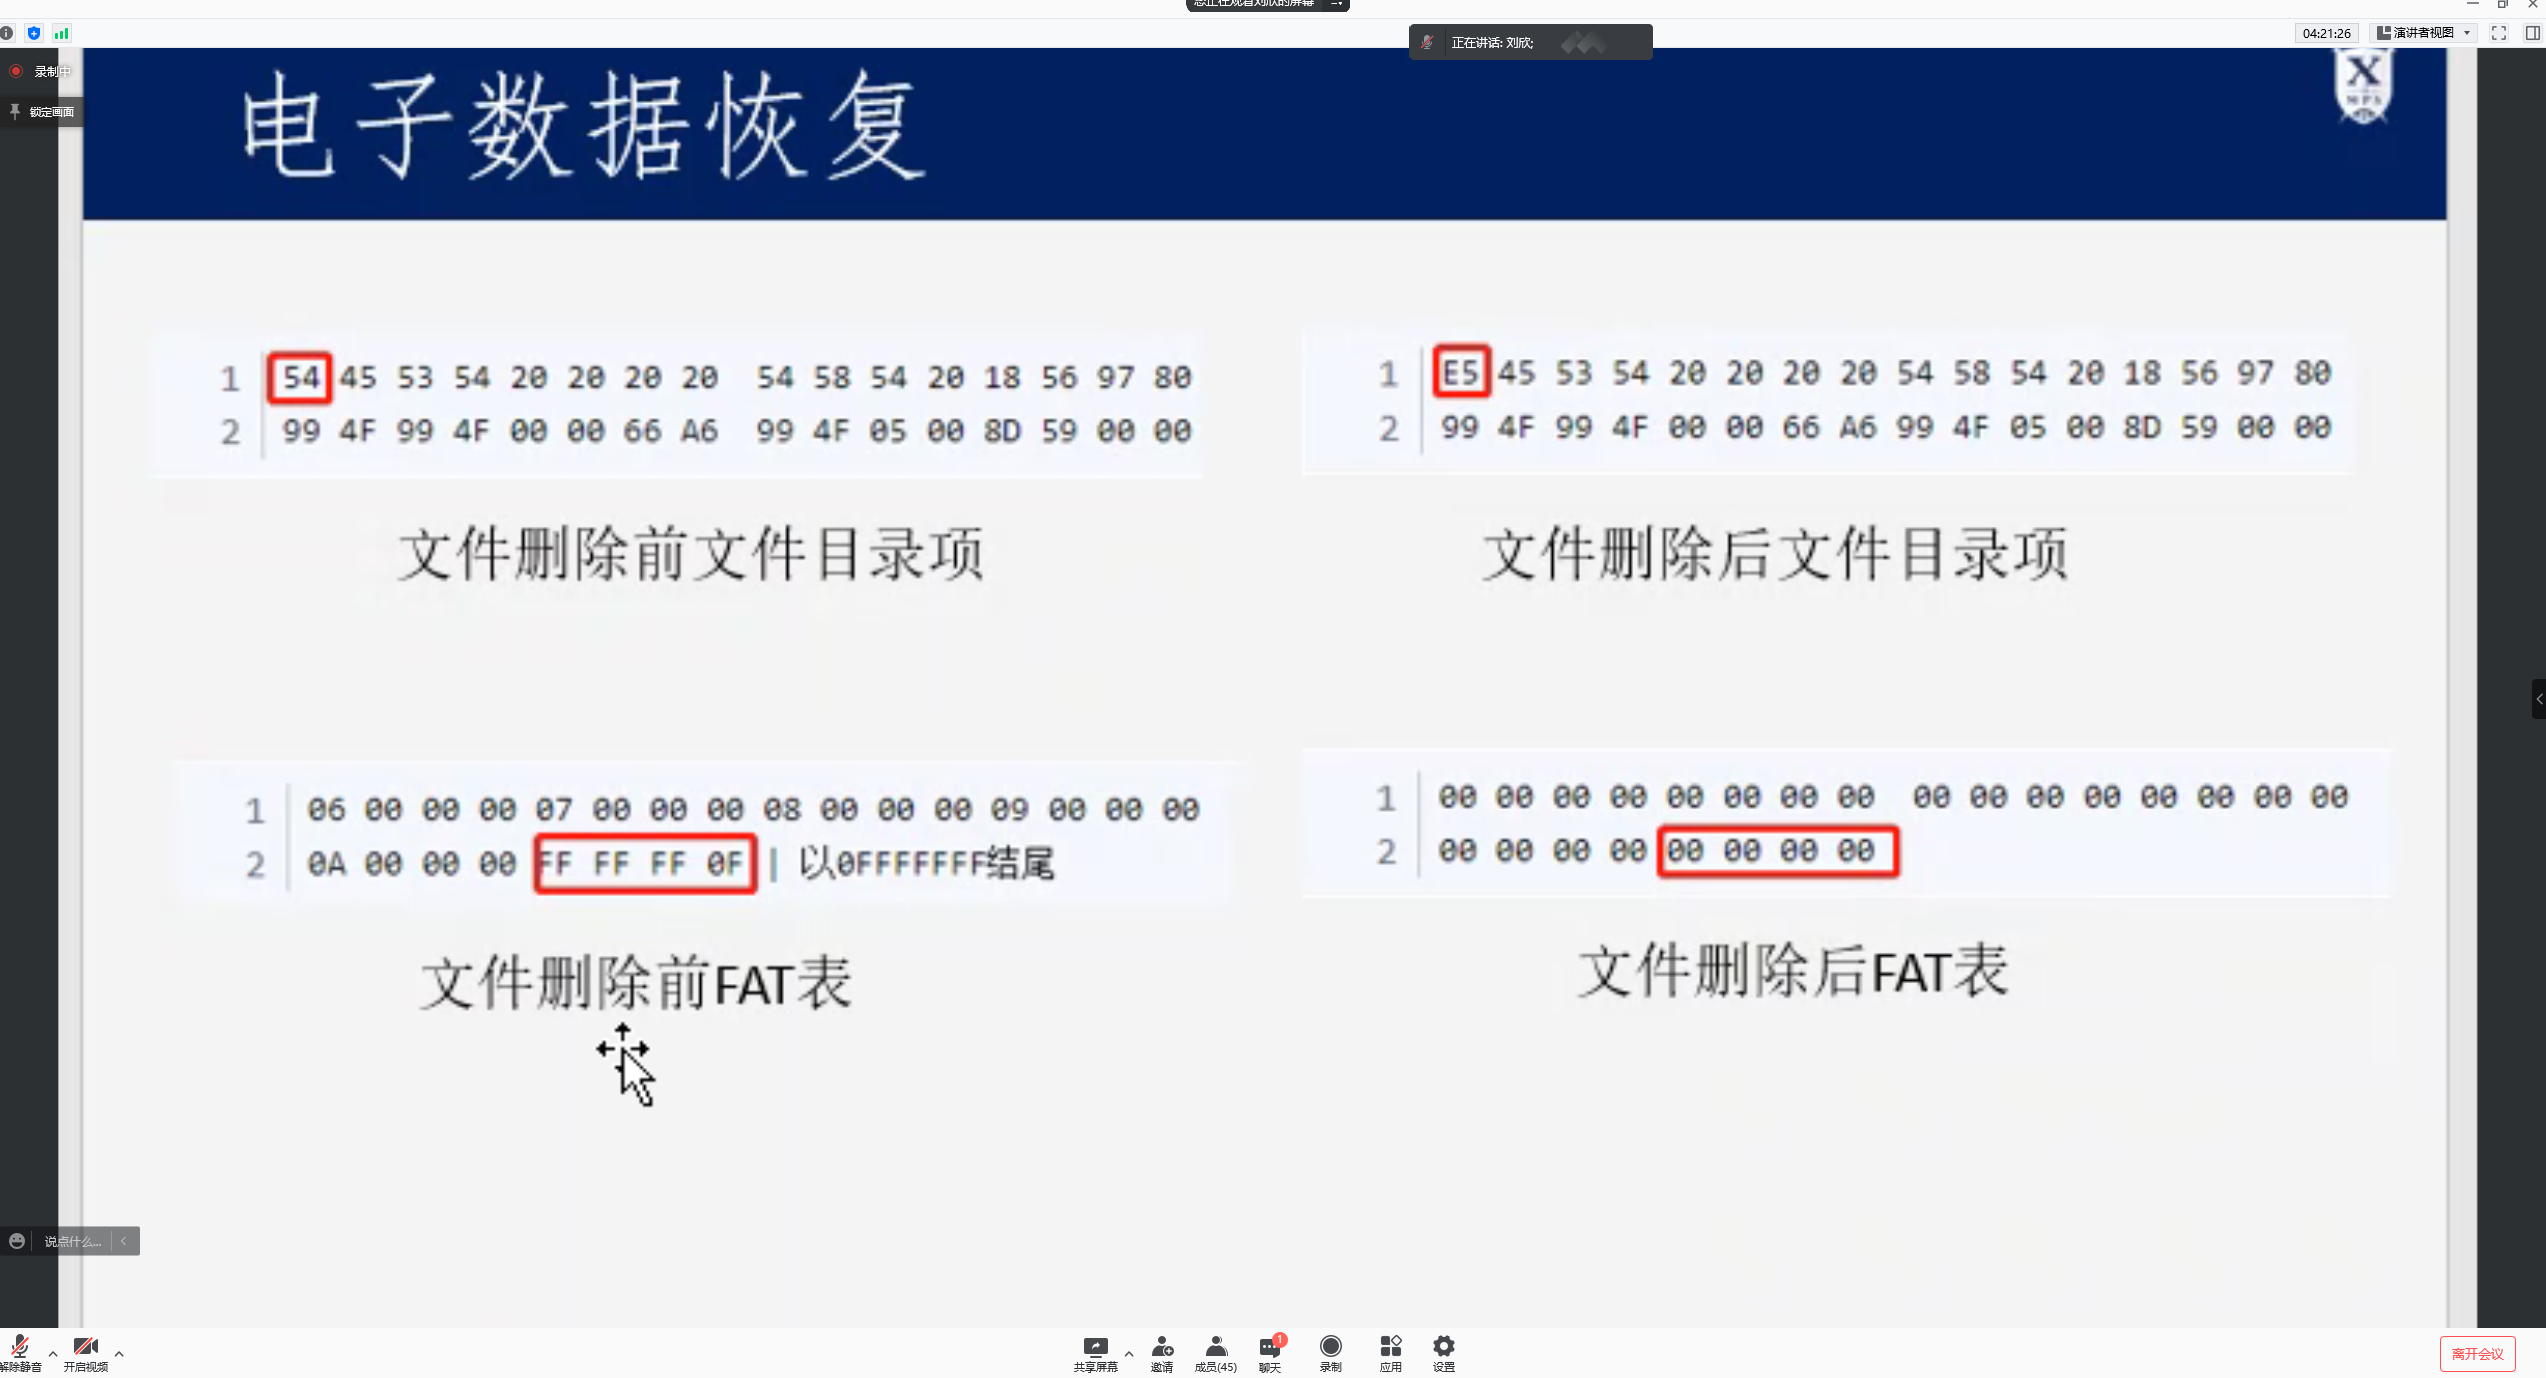 您正在观看刘欣的屏幕
正在讲话: 刘欣;
04:21:26
演讲者视图
录制中
锁定画面
电子数据恢复
X
1 54 45 53 54 20 20 20 20 54 58 54 20 18 56 97 80
2 99 4F 99 4F 00 00 66 A6 99 4F 05 00 8D 59 00 00
文件删除前文件目录项
1 E5 45 53 54 20 20 20 20 54 58 54 20 18 56 97 80
2 99 4F 99 4F 00 00 66 A6 99 4F 05 00 8D 59 00 00
文件删除后文件目录项
1 06 00 00 00 07 00 00 00 08 00 00 00 09 00 00 00
2 0A 00 00 00 FF FF FF 0F | 以0FFFFFFF结尾
文件删除前FAT表
1 00 00 00 00 00 00 00 00 00 00 00 00 00 00 00 00
2 00 00 00 00 00 00 00 00
文件删除后FAT表
说点什么...
解除静音
开启视频
共享屏幕
邀请
成员(45)
1
聊天
录制
应用
设置
离开会议